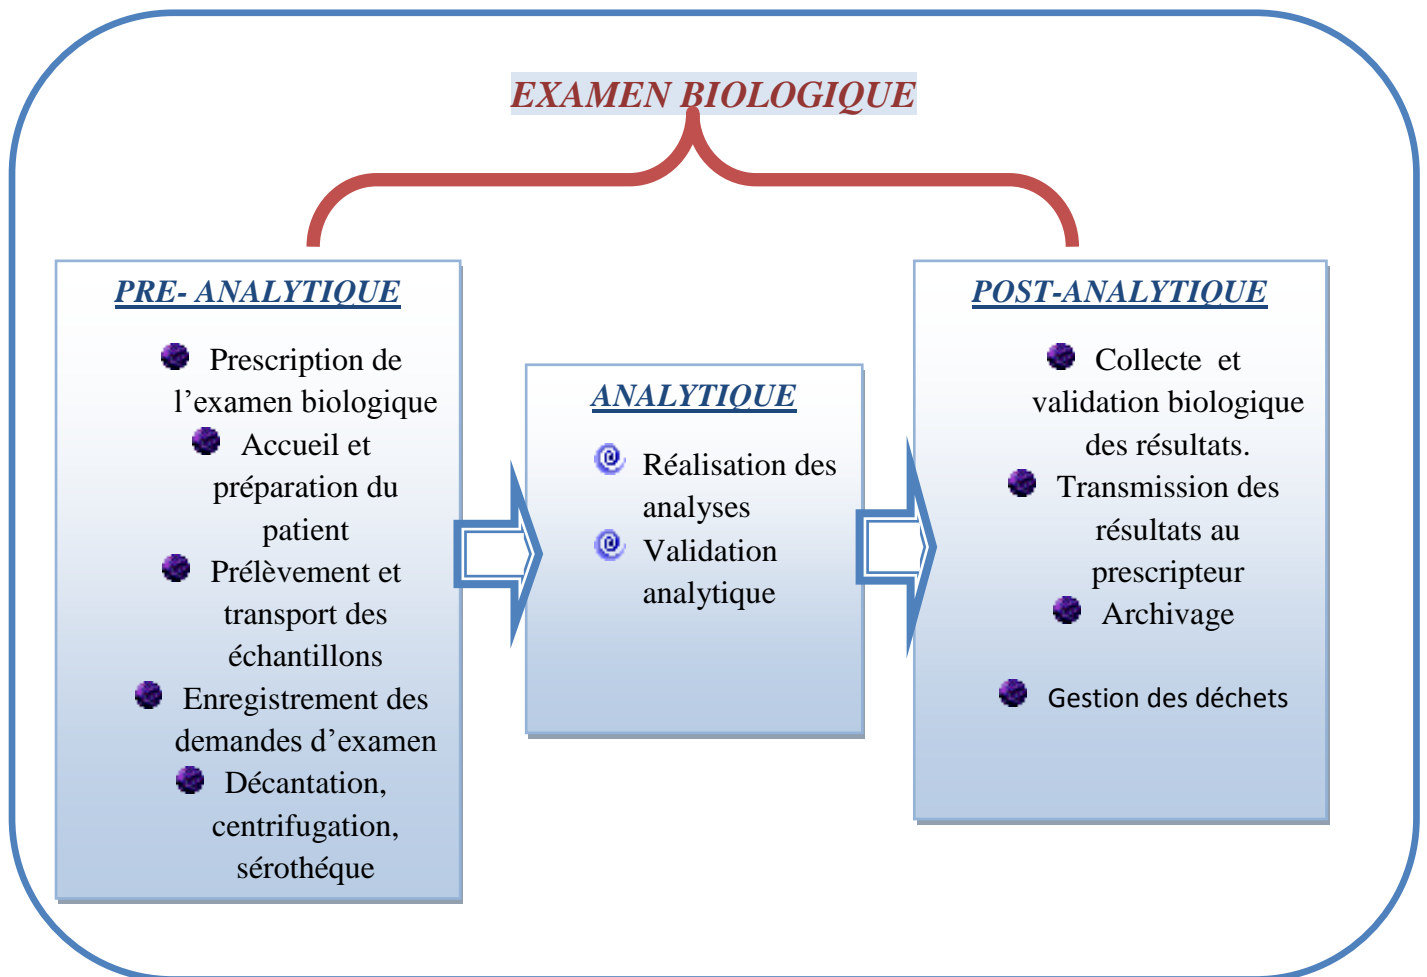 EXAMEN BIOLOGIQUE
PRE- ANALYTIQUE
Prescription de
l’examen biologique
Accueil et
préparation du
patient
Prélèvement et
transport des
échantillons
Enregistrement des
demandes d’examen
Décantation,
centrifugation,
sérothéque
ANALYTIQUE
Réalisation des
analyses
Validation
analytique
POST-ANALYTIQUE
Collecte et
validation biologique
des résultats.
Transmission des
résultats au
prescripteur
Archivage
Gestion des déchets